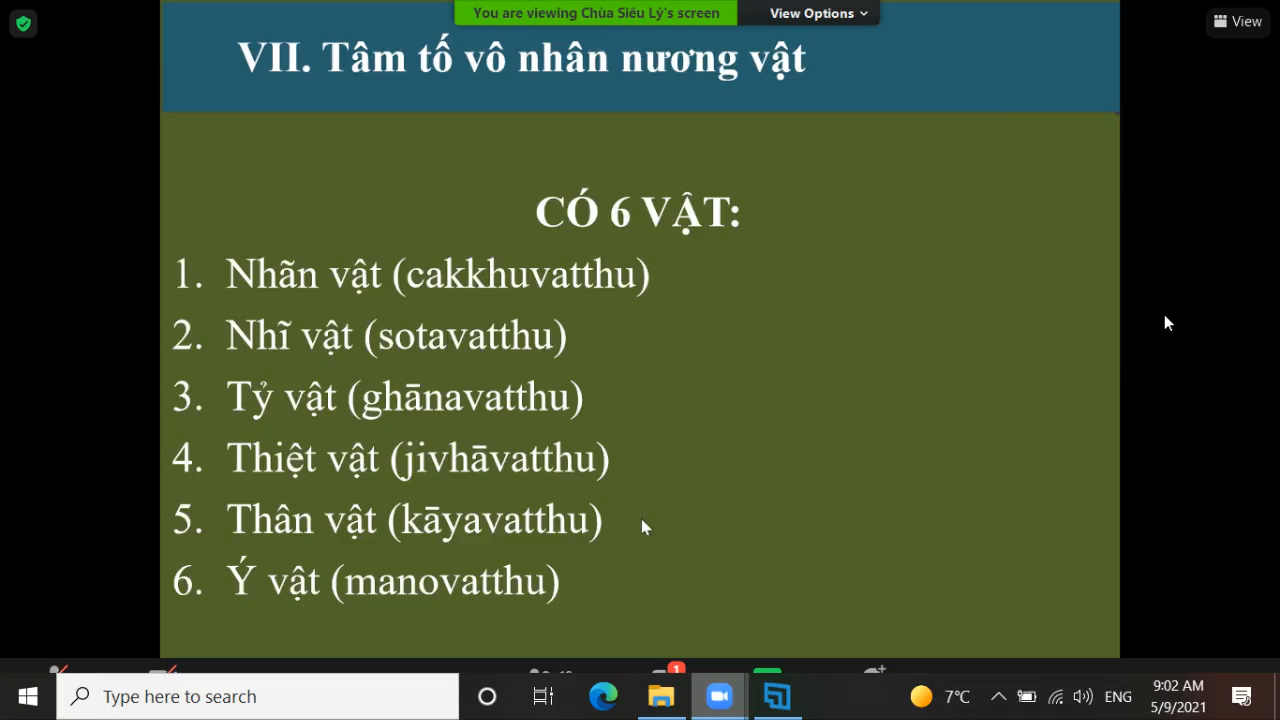 You are viewing Chùa Siêu Lý's screen
View Options
View
VII. Tâm tố vô nhân nương vật
CÓ 6 VẬT:
1. Nhãn vật (cakkhuvatthu)
2. Nhĩ vật (sotavatthu)
3. Tỷ vật (ghānavatthu)
4. Thiệt vật (jivhāvatthu)
5. Thân vật (kāyavatthu)
6. Ý vật (manovatthu)
1
Type here to search
7°C
ENG
9:02 AM
5/9/2021